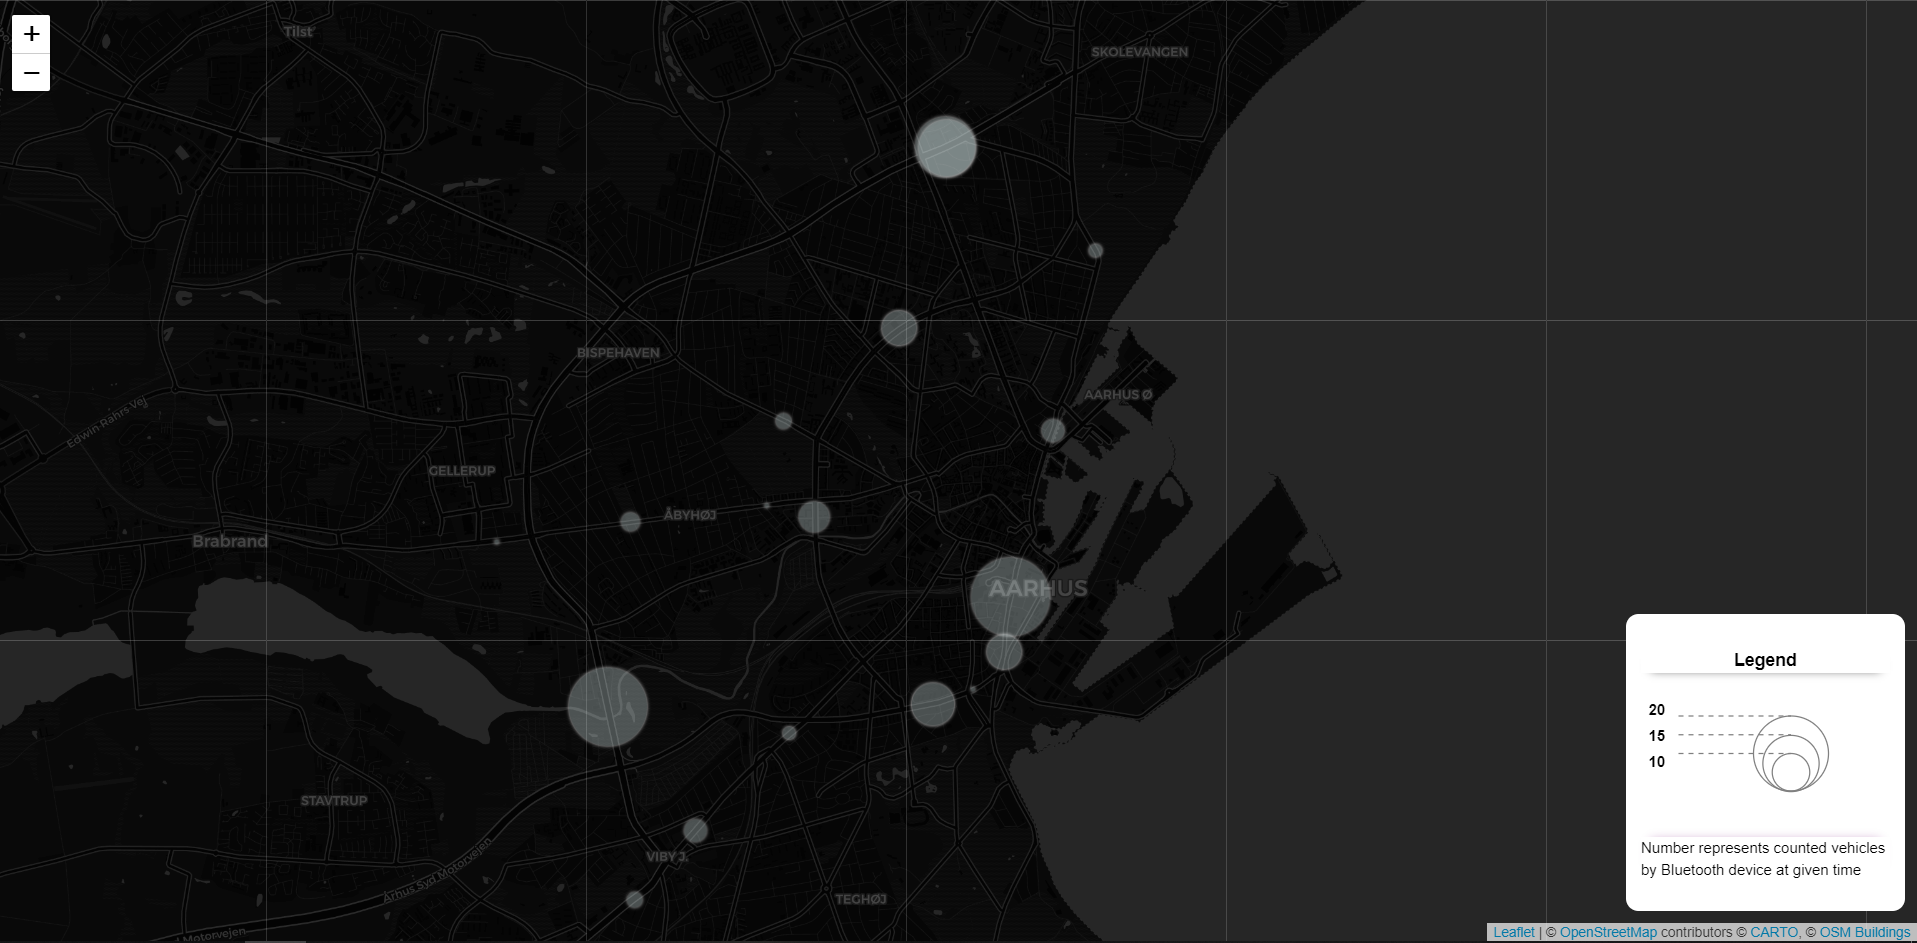 +
−
Tilst
SKOLEVANGEN
BISPEHAVEN
AARHUS Ø
Edwin Rahrs Vej
GELLERUP
ÅBYHØJ
Brabrand
AARHUS
STAVTRUP
VIBY J.
Århus Syd Motorvejen
TEGHØJ
Motorvejen
Legend
20
15
10
Number represents counted vehicles
by Bluetooth device at given time
Leaflet | © OpenStreetMap contributors © CARTO, © OSM Buildings